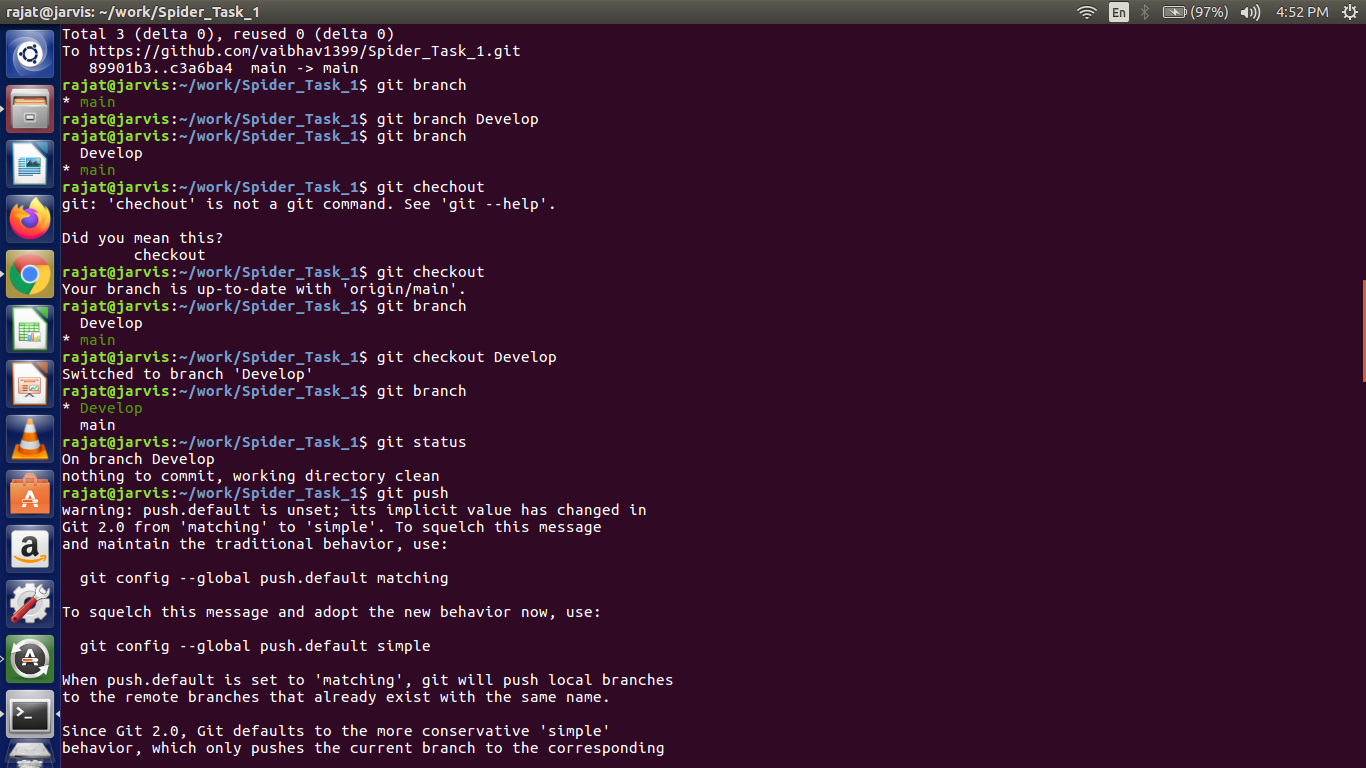 rajat@jarvis: ~/work/Spider_Task_1
En
(97%)
4:52 PM
Total 3 (delta 0), reused 0 (delta 0)
To https://github.com/vaibhav1399/Spider_Task_1.git
   89901b3..c3a6ba4  main -> main
rajat@jarvis:~/work/Spider_Task_1$ git branch
* main
rajat@jarvis:~/work/Spider_Task_1$ git branch Develop
rajat@jarvis:~/work/Spider_Task_1$ git branch
  Develop
* main
rajat@jarvis:~/work/Spider_Task_1$ git chechout
git: 'chechout' is not a git command. See 'git --help'.

Did you mean this?
        checkout
rajat@jarvis:~/work/Spider_Task_1$ git checkout
Your branch is up-to-date with 'origin/main'.
rajat@jarvis:~/work/Spider_Task_1$ git branch
  Develop
* main
rajat@jarvis:~/work/Spider_Task_1$ git checkout Develop
Switched to branch 'Develop'
rajat@jarvis:~/work/Spider_Task_1$ git branch
* Develop
  main
rajat@jarvis:~/work/Spider_Task_1$ git status
On branch Develop
nothing to commit, working directory clean
rajat@jarvis:~/work/Spider_Task_1$ git push
warning: push.default is unset; its implicit value has changed in
Git 2.0 from 'matching' to 'simple'. To squelch this message
and maintain the traditional behavior, use:

  git config --global push.default matching

To squelch this message and adopt the new behavior now, use:

  git config --global push.default simple

When push.default is set to 'matching', git will push local branches
to the remote branches that already exist with the same name.

Since Git 2.0, Git defaults to the more conservative 'simple'
behavior, which only pushes the current branch to the corresponding